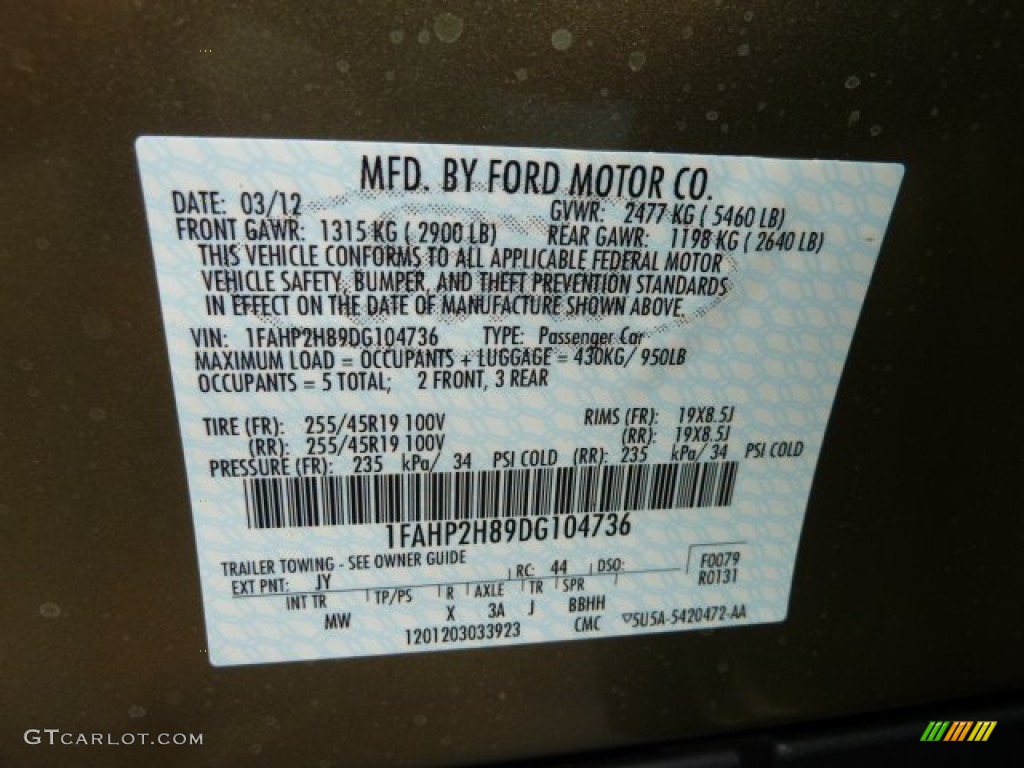 MFD. BY FORD MOTOR CO.
DATE: 03/12 GVWR: 2477 KG ( 5460 LB)
FRONT GAWR: 1315 KG ( 2900 LB) REAR GAWR: 1198 KG ( 2640 LB)
THIS VEHICLE CONFORMS TO ALL APPLICABLE FEDERAL MOTOR
VEHICLE SAFETY, BUMPER, AND THEFT PREVENTION STANDARDS
IN EFFECT ON THE DATE OF MANUFACTURE SHOWN ABOVE.
VIN: 1FAHP2H89DG104736 TYPE: Passenger Car
MAXIMUM LOAD = OCCUPANTS + LUGGAGE = 430KG/ 950LB
OCCUPANTS = 5 TOTAL; 2 FRONT, 3 REAR
TIRE (FR): 255/45R19 100V RIMS (FR): 19X8.5J
(RR): 255/45R19 100V (RR): 19X8.5J
PRESSURE (FR): 235 kPa/ 34 PSI COLD (RR): 235 kPa/ 34 PSI COLD
1FAHP2H89DG104736
TRAILER TOWING - SEE OWNER GUIDE
EXT PNT: JY RC: 44 DSO: F0079
R0131
INT TR TP/PS R AXLE TR SPR
MW X 3A J BBHH
1201203033923 CMC ▽5U5A-5420472-AA
GTCARLOT.COM